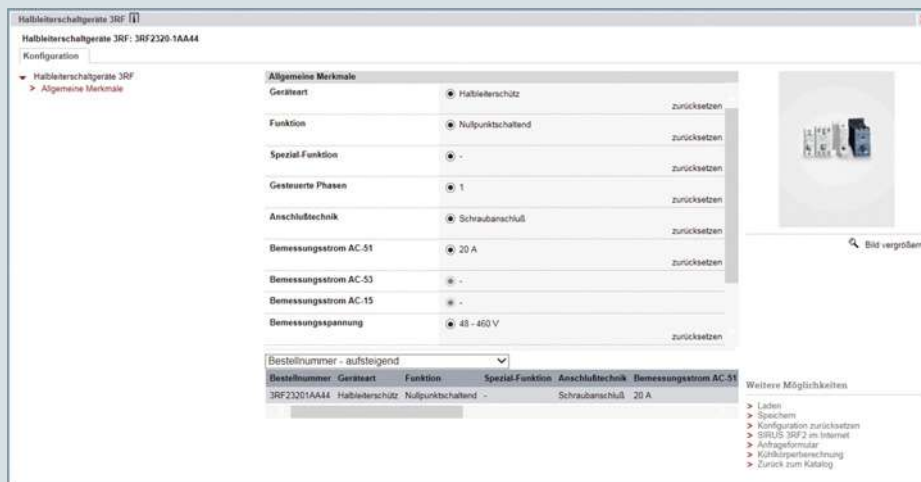 Halbleiterschaltgeräte 3RF
Halbleiterschaltgeräte 3RF: 3RF2320-1AA44
Konfiguration
Halbleiterschaltgeräte 3RF
> Allgemeine Merkmale
Allgemeine Merkmale
Geräteart Halbleiterschütz
zurücksetzen
Funktion Nullpunktschaltend
zurücksetzen
Spezial-Funktion -
zurücksetzen
Gesteuerte Phasen 1
zurücksetzen
Anschlußtechnik Schraubanschluß
zurücksetzen
Bemessungsstrom AC-51 20 A
zurücksetzen
Bemessungsstrom AC-53 -
Bemessungsstrom AC-15 -
Bemessungsspannung 48 - 460 V
zurücksetzen
Bild vergrößern
Bestellnummer - aufsteigend
Bestellnummer Geräteart Funktion Spezial-Funktion Anschlußtechnik Bemessungsstrom AC-51
3RF23201AA44 Halbleiterschütz Nullpunktschaltend - Schraubanschluß 20 A
Weitere Möglichkeiten
> Laden
> Speichern
> Konfiguration zurücksetzen
> SIRUS 3RF2 im Internet
> Anfrageformular
> Kühlkörperberechnung
> Zurück zum Katalog